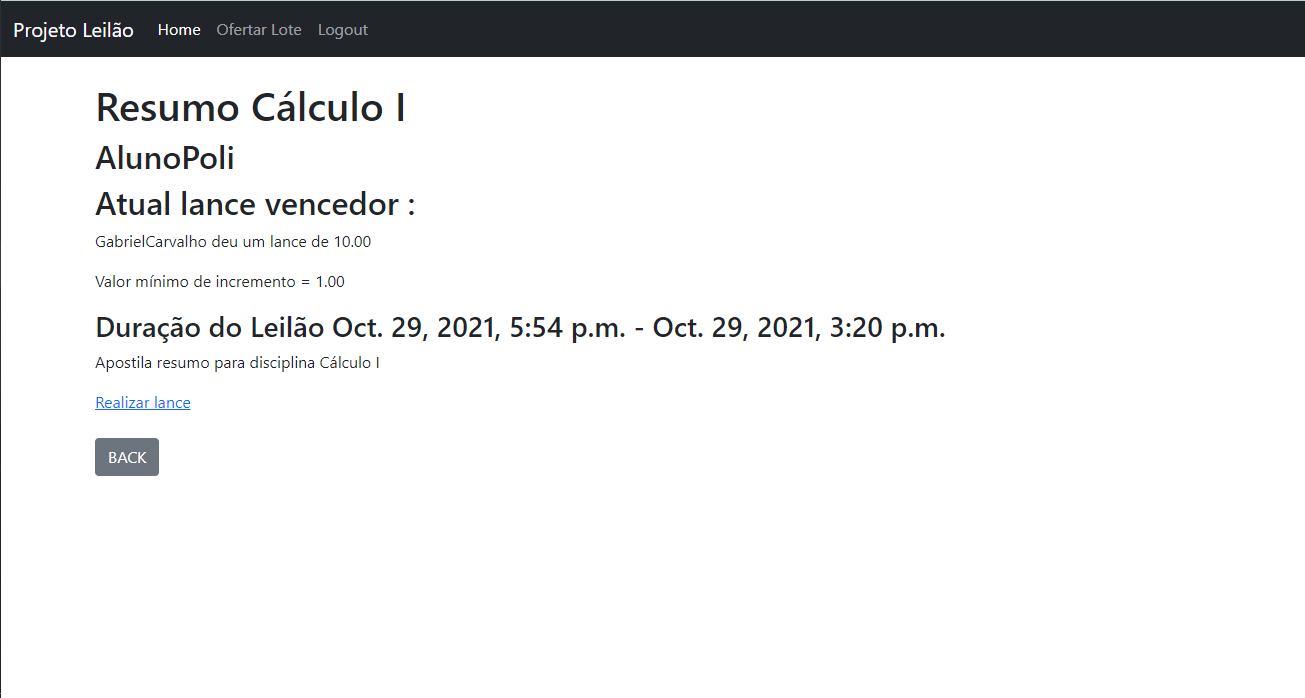 Projeto Leilão Home Ofertar Lote Logout
Resumo Cálculo I
AlunoPoli
Atual lance vencedor :
GabrielCarvalho deu um lance de 10.00
Valor mínimo de incremento = 1.00
Duração do Leilão Oct. 29, 2021, 5:54 p.m. - Oct. 29, 2021, 3:20 p.m.
Apostila resumo para disciplina Cálculo I
Realizar lance
BACK